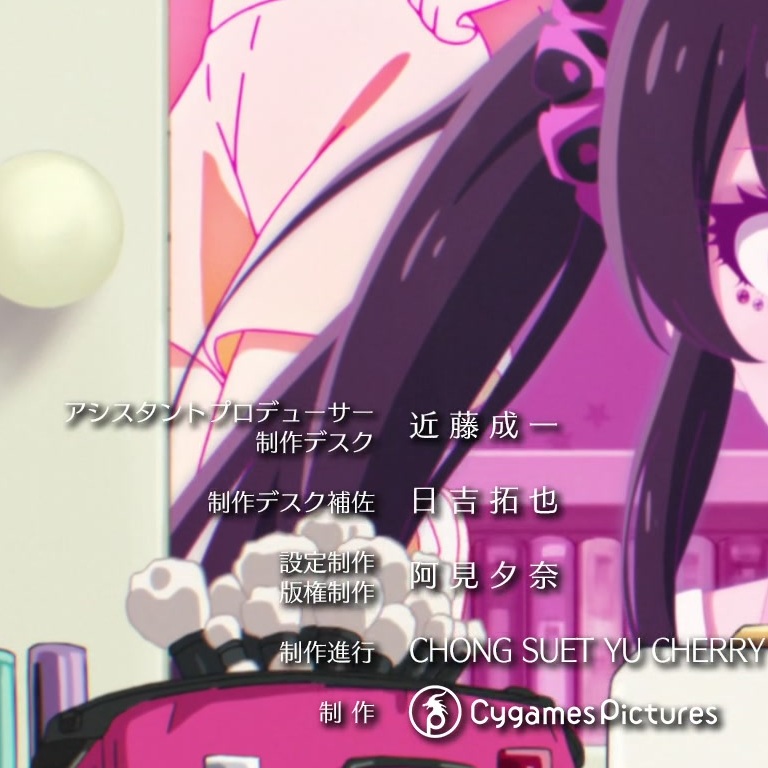 アシスタントプロデューサー
制作デスク 近藤成一
制作デスク補佐 日吉拓也
設定制作
版権制作 阿見夕奈
制作進行 CHONG SUET YU CHERRY
制作 CygamesPictures